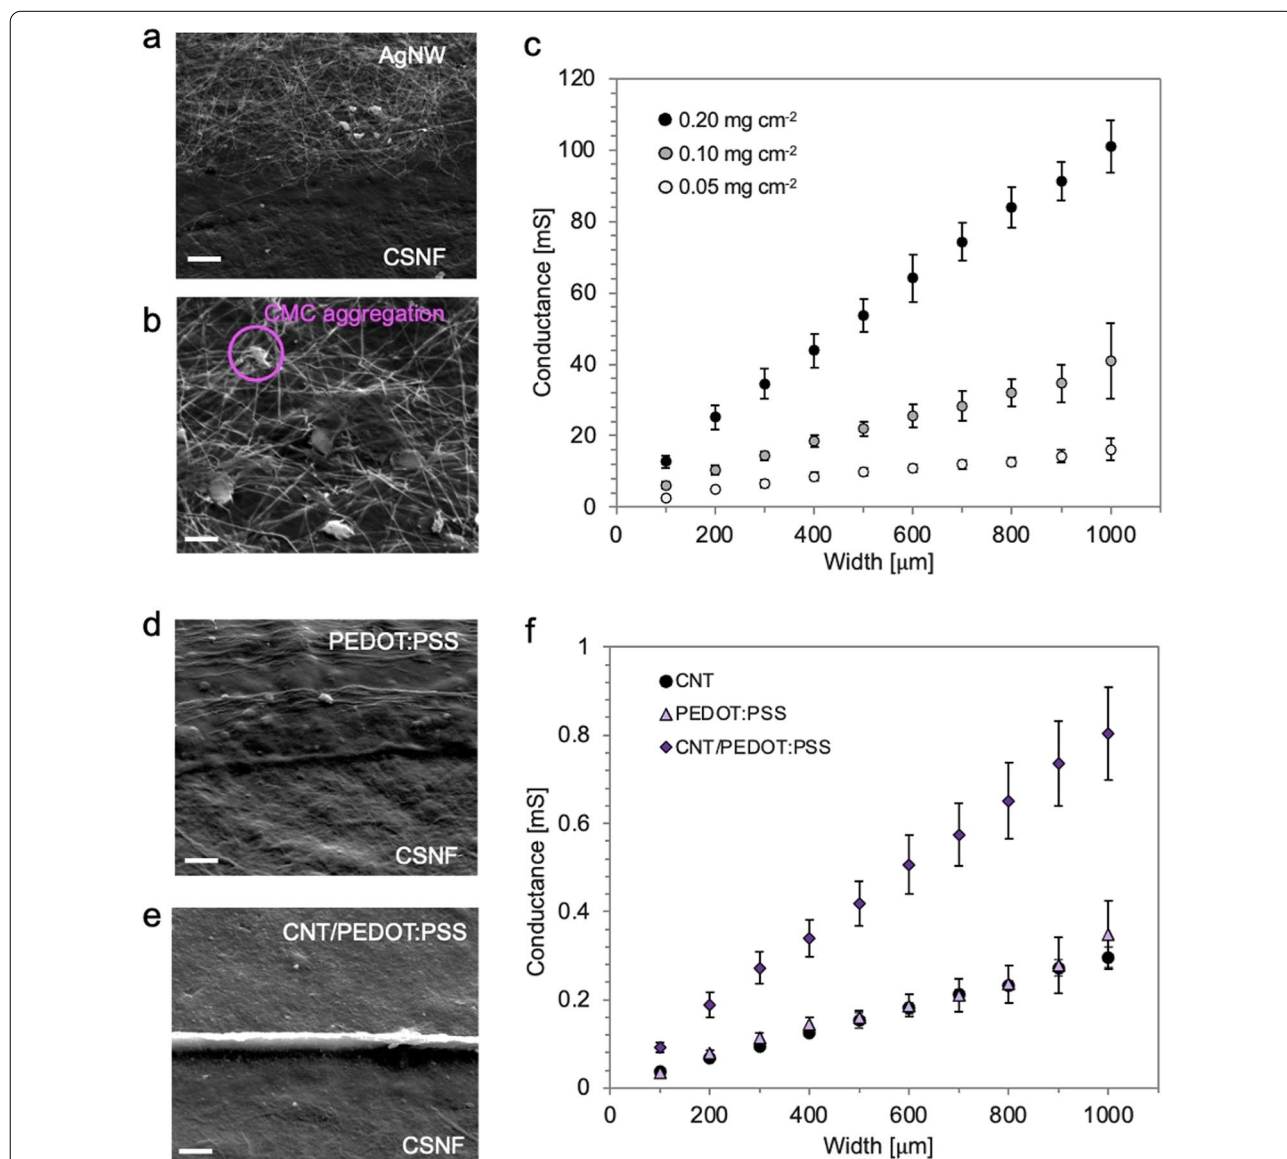 a
AgNW
CSNF
b
CMC aggregation
c
120
100
80
60
40
20
0
Conductance [mS]
0.20 mg cm-2
0.10 mg cm-2
0.05 mg cm-2
0 200 400 600 800 1000
Width [μm]
d
PEDOT:PSS
CSNF
e
CNT/PEDOT:PSS
CSNF
f
1
0.8
0.6
0.4
0.2
0
Conductance [mS]
CNT
PEDOT:PSS
CNT/PEDOT:PSS
0 200 400 600 800 1000
Width [μm]